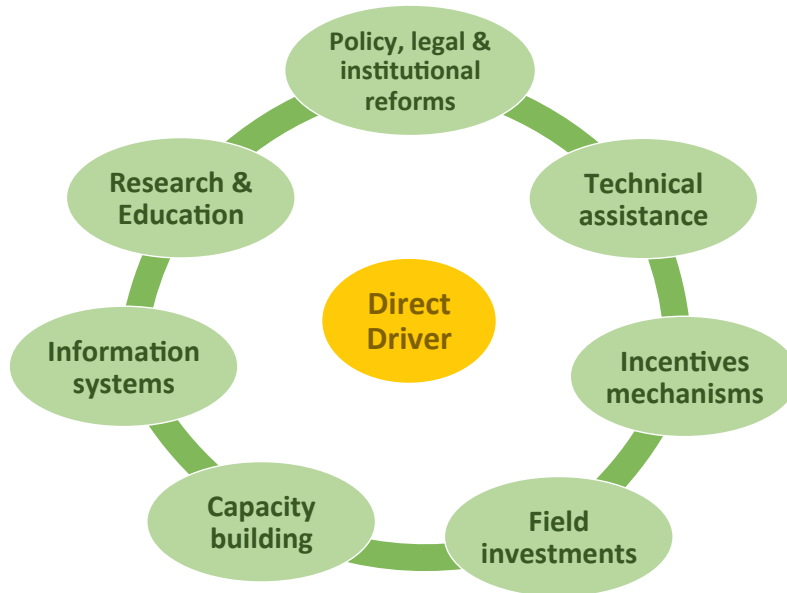 Policy, legal &
institutional
reforms
Technical
assistance
Incentives
mechanisms
Field
investments
Capacity
building
Information
systems
Research &
Education
Direct
Driver